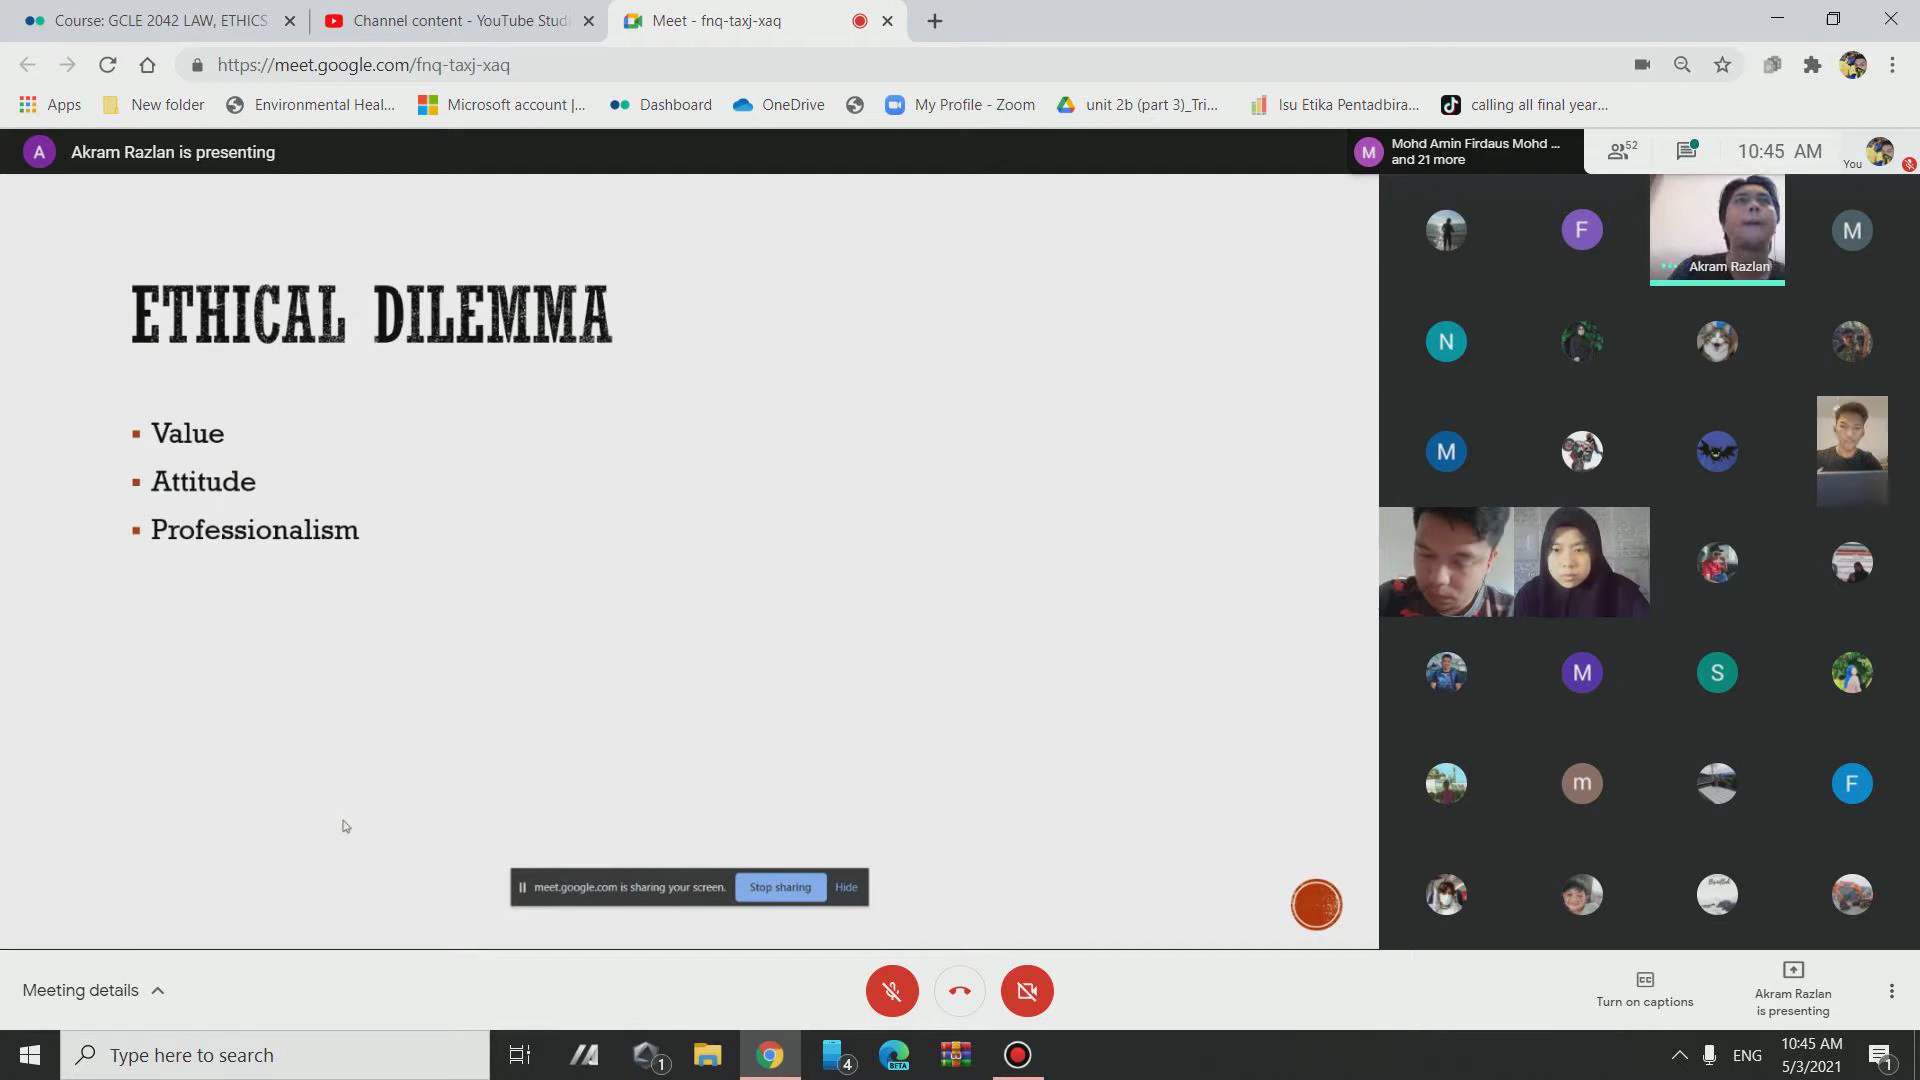 Course: GCLE 2042 LAW, ETHICS
Channel content - YouTube Studi
Meet - fnq-taxj-xaq
https://meet.google.com/fnq-taxj-xaq
Apps
New folder
Environmental Heal...
Microsoft account |...
Dashboard
OneDrive
My Profile - Zoom
unit 2b (part 3)_Tri...
Isu Etika Pentadbira...
calling all final year...
A
Akram Razlan is presenting
M
Mohd Amin Firdaus Mohd ...
and 21 more
52
10:45 AM
You
F
Akram Razlan
M
N
M
M
S
m
F
ETHICAL DILEMMA
Value
Attitude
Professionalism
meet.google.com is sharing your screen.
Stop sharing
Hide
Meeting details
Turn on captions
Akram Razlan
is presenting
Type here to search
1
4
BETA
ENG
10:45 AM
5/3/2021
1